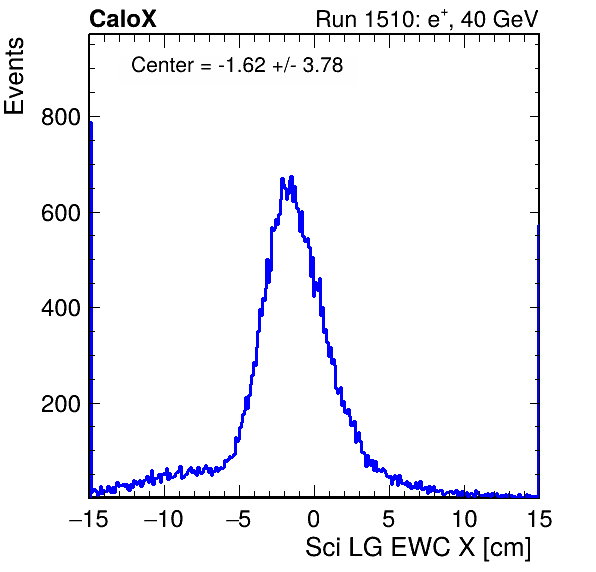 CaloX Run 1510: e⁺, 40 GeV
Center = -1.62 +/- 3.78
Events
800
600
400
200
−15 −10 −5 0 5 10 15
Sci LG EWC X [cm]